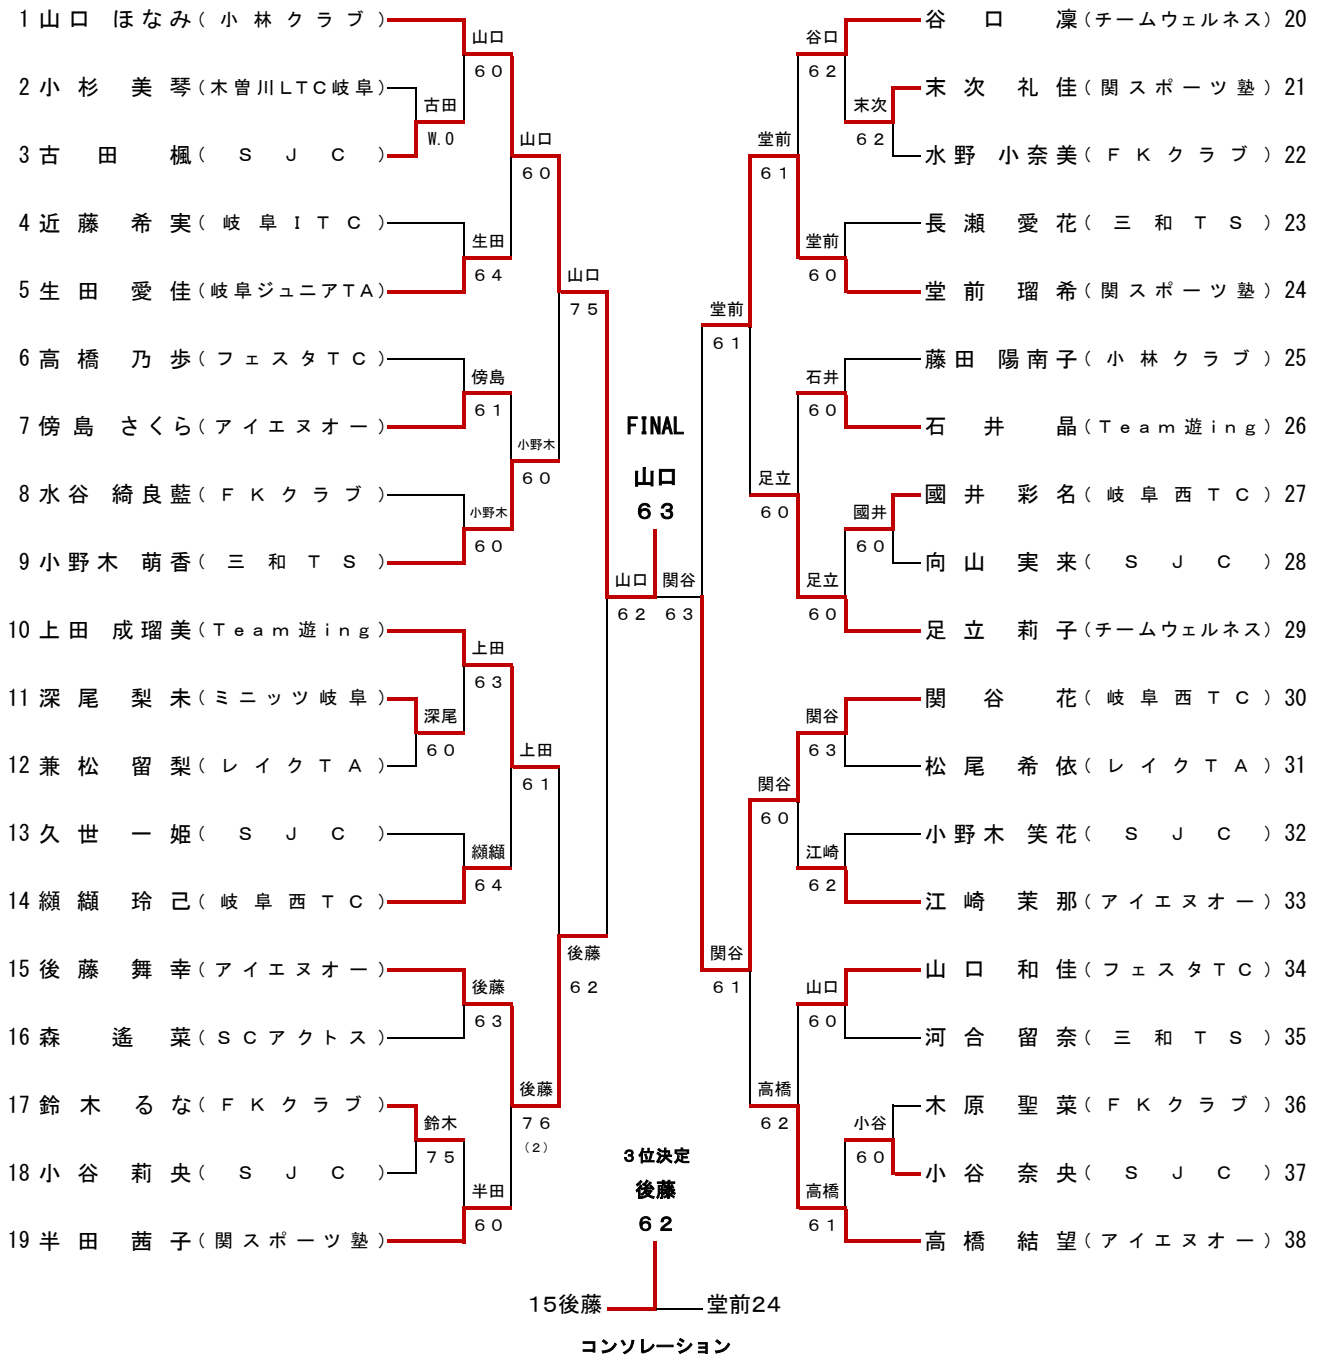 1 山口 ほなみ(小林クラブ)
2 小杉 美琴(木曽川LTC岐阜)
3 古田 楓(SJC)
4 近藤 希実(岐阜ITC)
5 生田 愛佳(岐阜ジュニアTA)
6 高橋 乃歩(フェスタTC)
7 傍島 さくら(アイエヌオー)
8 水谷 綺良藍(FKクラブ)
9 小野木 萌香(三和TS)
10 上田 成瑠美(Team遊ing)
11 深尾 梨未(ミニッツ岐阜)
12 兼松 留梨(レイクTA)
13 久世 一姫(SJC)
14 纐纈 玲己(岐阜西TC)
15 後藤 舞幸(アイエヌオー)
16 森 遙菜(SCアクトス)
17 鈴木 るな(FKクラブ)
18 小谷 莉央(SJC)
19 半田 茜子(関スポーツ塾)
山口
60
古田
W.0
生田
64
傍島
61
小野木
60
上田
63
深尾
60
纐纈
64
後藤
63
鈴木
75
半田
60
山口
60
小野木
60
上田
61
後藤
76
(2)
山口
75
後藤
62
山口
62
FINAL
山口
63
関谷
63
堂前
61
関谷
61
堂前
61
足立
60
関谷
60
高橋
62
谷口
62
末次
62
堂前
60
石井
60
國井
60
足立
60
関谷
63
江崎
62
山口
60
小谷
60
高橋
61
谷口 凜(チームウェルネス) 20
末次 礼佳(関スポーツ塾) 21
水野 小奈美(FKクラブ) 22
長瀬 愛花(三和TS) 23
堂前 瑠希(関スポーツ塾) 24
藤田 陽南子(小林クラブ) 25
石井 晶(Team遊ing) 26
國井 彩名(岐阜西TC) 27
向山 実来(SJC) 28
足立 莉子(チームウェルネス) 29
関谷 花(岐阜西TC) 30
松尾 希依(レイクTA) 31
小野木 笑花(SJC) 32
江崎 茉那(アイエヌオー) 33
山口 和佳(フェスタTC) 34
河合 留奈(三和TS) 35
木原 聖菜(FKクラブ) 36
小谷 奈央(SJC) 37
高橋 結望(アイエヌオー) 38
3位決定
後藤
62
15後藤 堂前24
コンソレーション